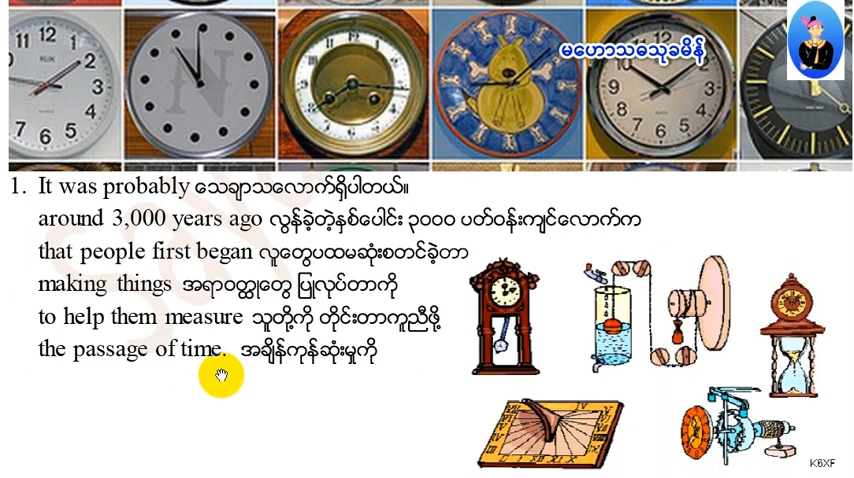 မဟောသဓသုခမိန်
KLIK
N
1. It was probably သေချာသလောက်ရှိပါတယ်။
around 3,000 years ago လွန်ခဲ့တဲ့နှစ်ပေါင်း ၃၀၀၀ ပတ်ဝန်းကျင်လောက်က
that people first began လူတွေပထမဆုံးစတင်ခဲ့တာ
making things အရာဝတ္ထုတွေ ပြုလုပ်တာကို
to help them measure သူတို့ကို တိုင်းတာကူညီဖို့
the passage of time. အချိန်ကုန်ဆုံးမှုကို
K6XF